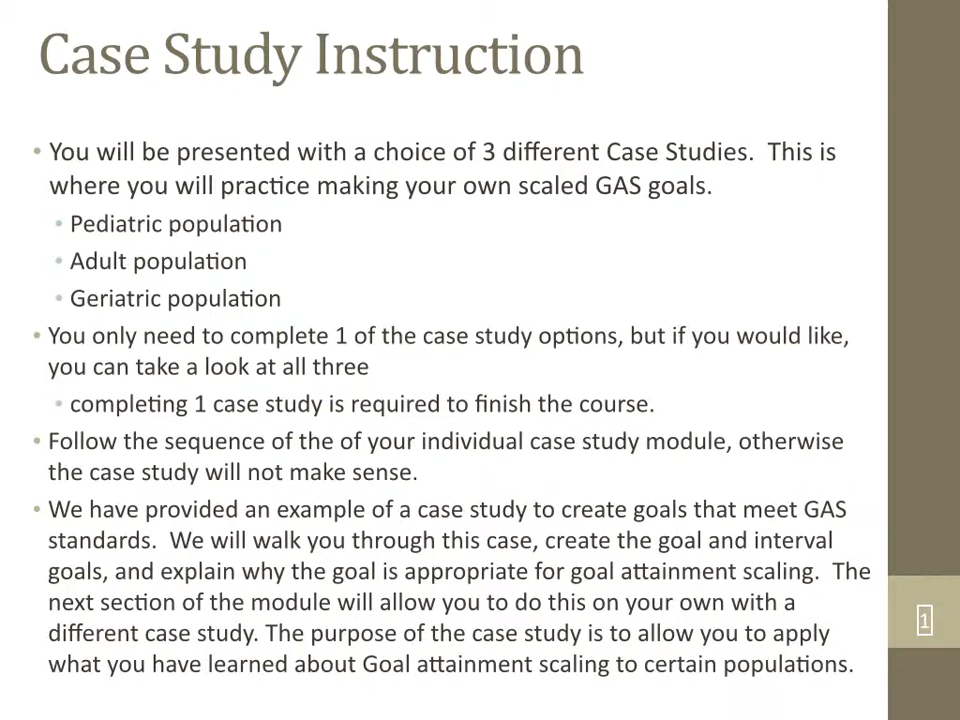 Case Study Instruction
• You will be presented with a choice of 3 different Case Studies.  This is
where you will practice making your own scaled GAS goals.
• Pediatric population
• Adult population
• Geriatric population
• You only need to complete 1 of the case study options, but if you would like,
you can take a look at all three
• completing 1 case study is required to finish the course.
• Follow the sequence of the of your individual case study module, otherwise
the case study will not make sense.
• We have provided an example of a case study to create goals that meet GAS
standards.  We will walk you through this case, create the goal and interval
goals, and explain why the goal is appropriate for goal attainment scaling.  The
next section of the module will allow you to do this on your own with a
different case study. The purpose of the case study is to allow you to apply
what you have learned about Goal attainment scaling to certain populations.
1